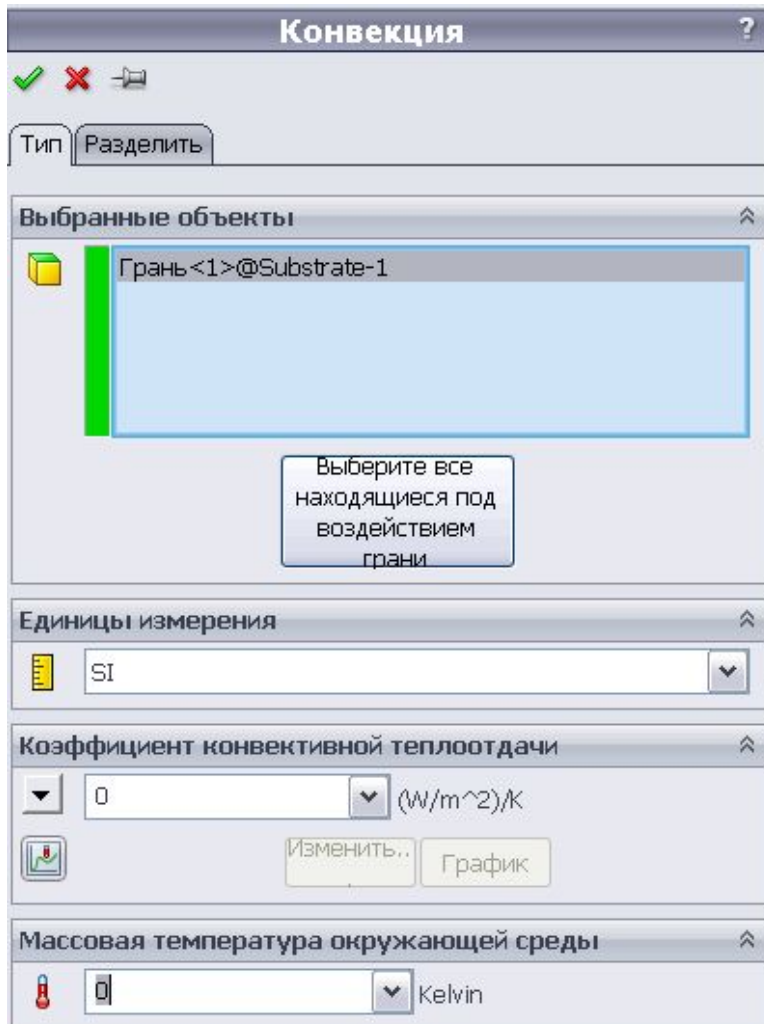 Конвекция ?
Тип Разделить
Выбранные объекты
Грань<1>@Substrate-1
Выберите все
находящиеся под
воздействием
грани
Единицы измерения
SI
Коэффициент конвективной теплоотдачи
0 (W/m^2)/K
Изменить.. График
Массовая температура окружающей среды
0 Kelvin